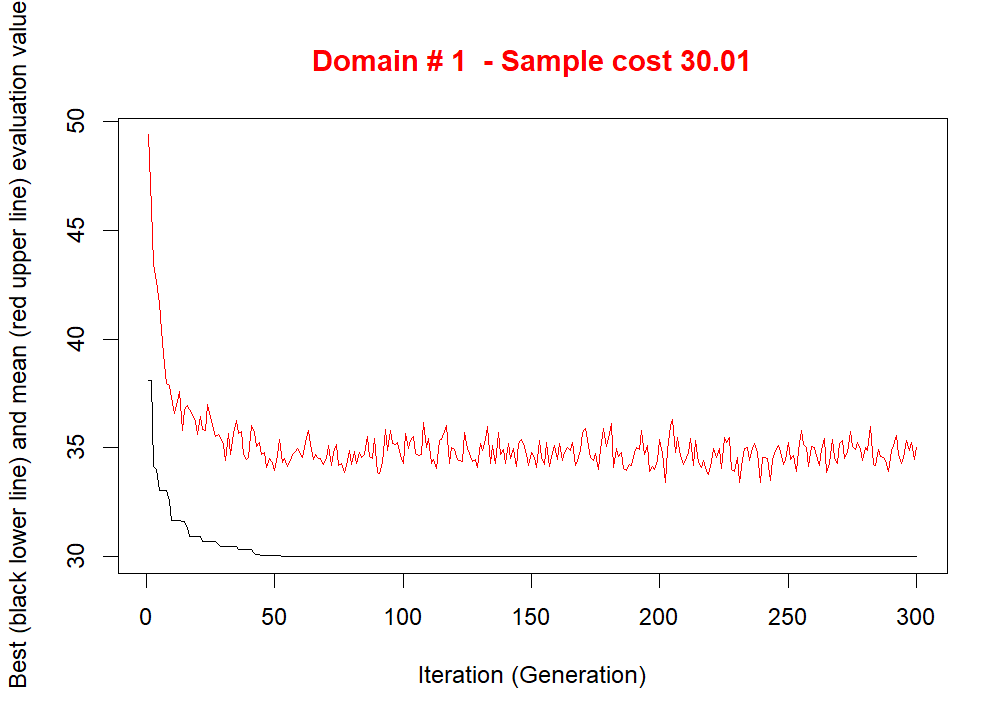 Domain # 1  - Sample cost 30.01
Best (black lower line) and mean (red upper line) evaluation value
50
45
40
35
30
0 50 100 150 200 250 300
Iteration (Generation)